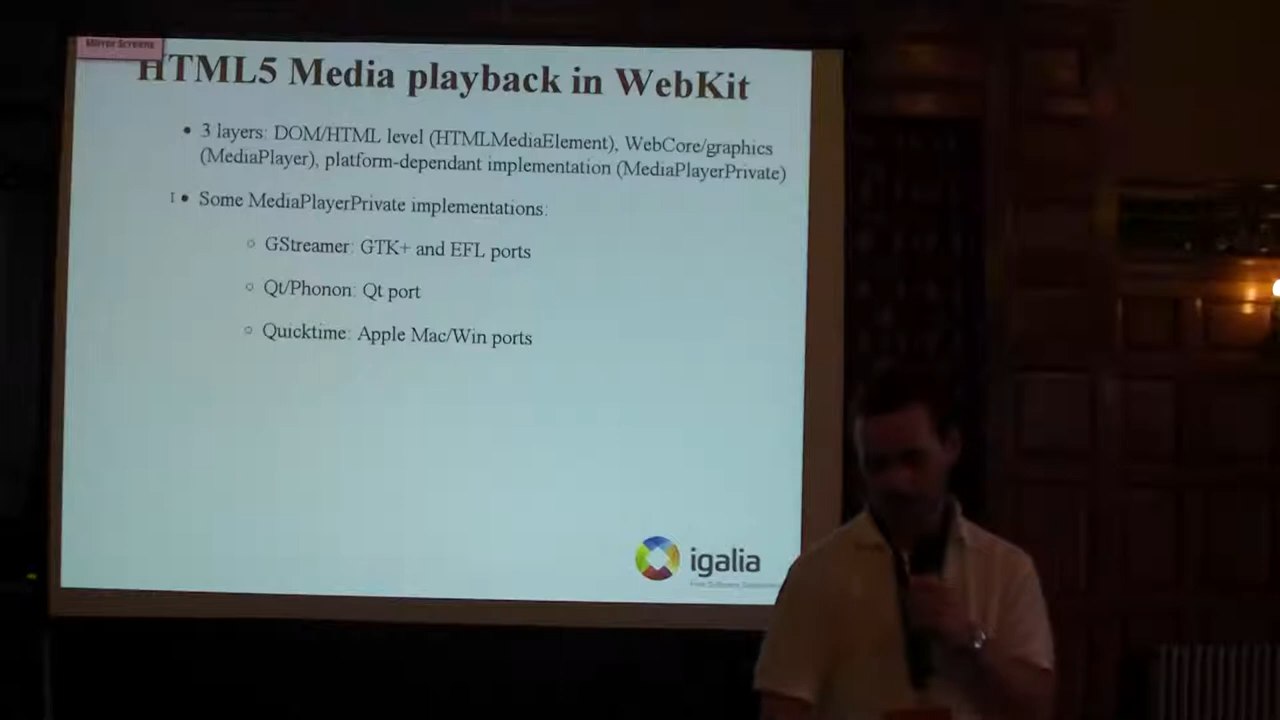 Mirror Screens
HTML5 Media playback in WebKit
• 3 layers: DOM/HTML level (HTMLMediaElement), WebCore/graphics
(MediaPlayer), platform-dependant implementation (MediaPlayerPrivate)
• Some MediaPlayerPrivate implementations:
○ GStreamer: GTK+ and EFL ports
○ Qt/Phonon: Qt port
○ Quicktime: Apple Mac/Win ports
igalia
Free Software